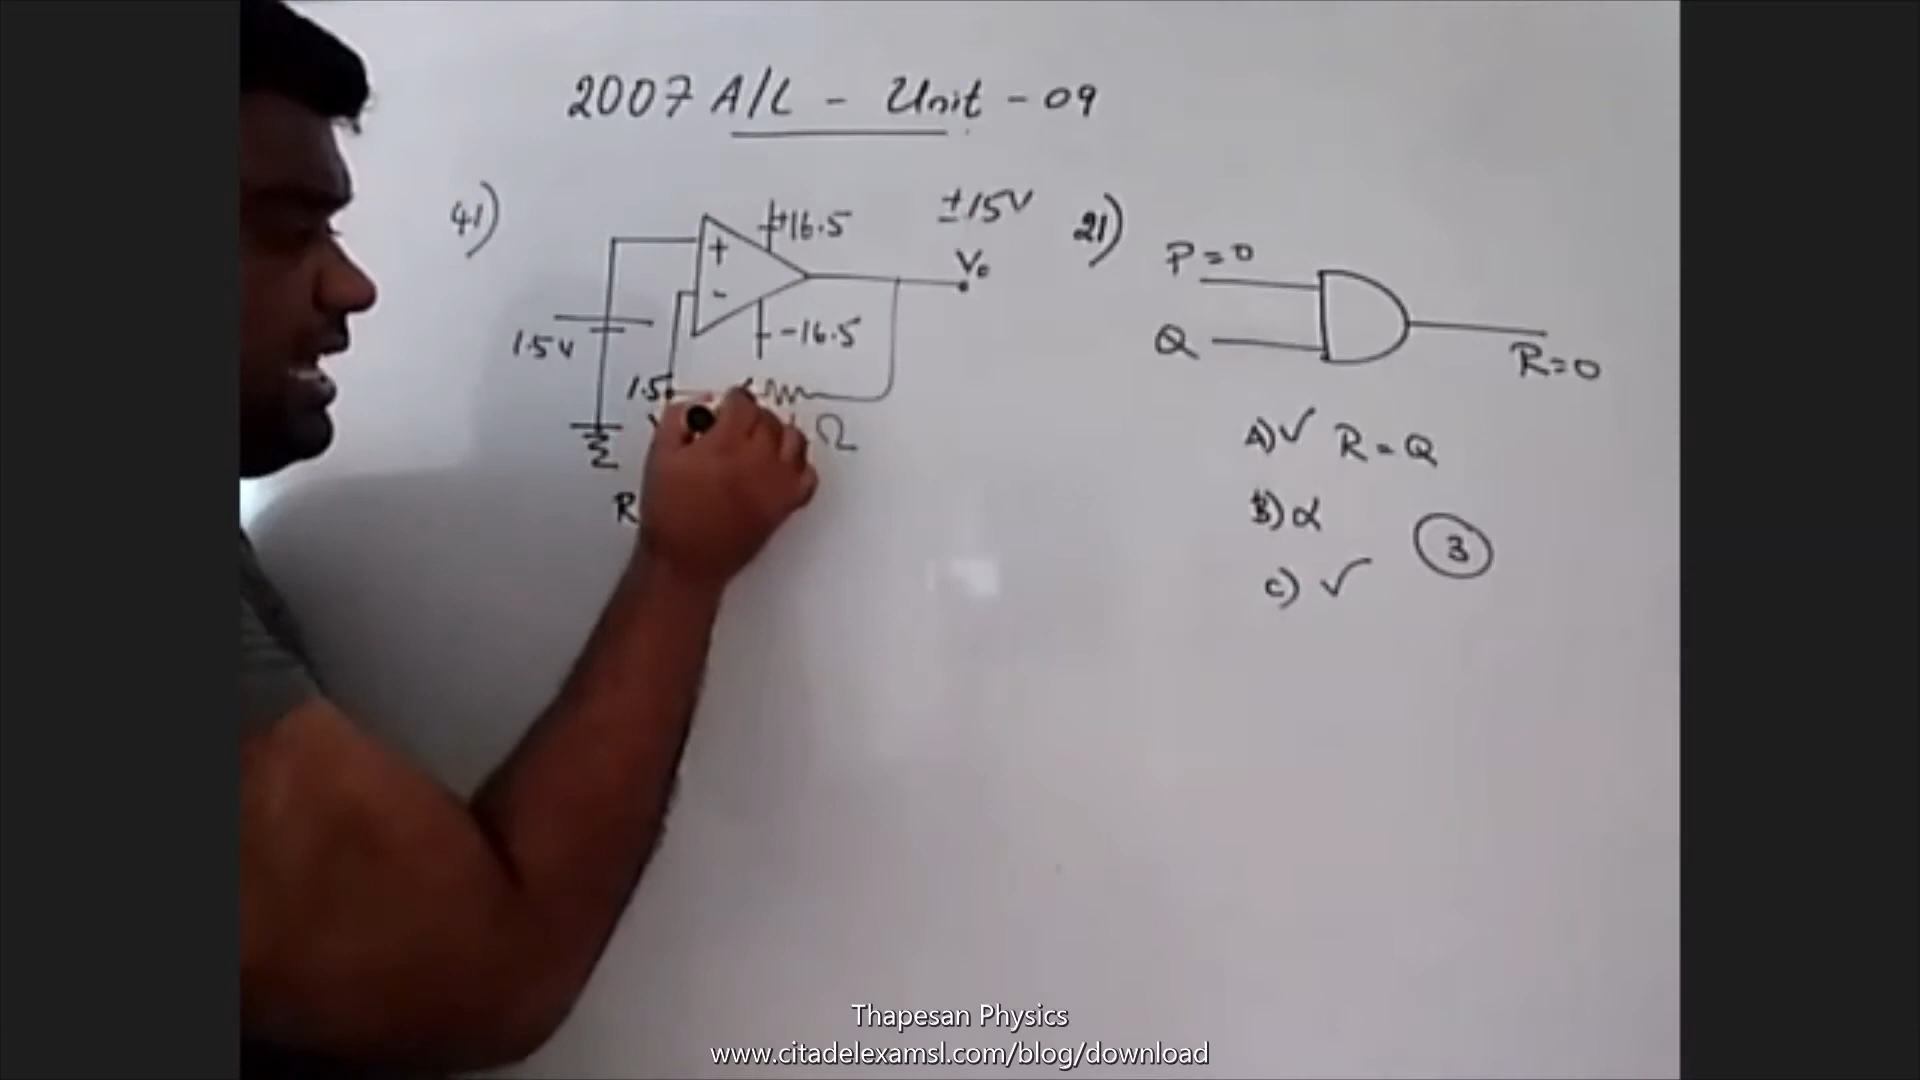 2007 A/L - Unit - 09
41)
+16.5
±15V
V₀
+
-
-16.5
1.5V
1.5
Ω
R
21)
P=0
Q
R=0
A)✓ R=Q
B)α
C) ✓
3
Thapesan Physics
www.citadelexamsl.com/blog/download